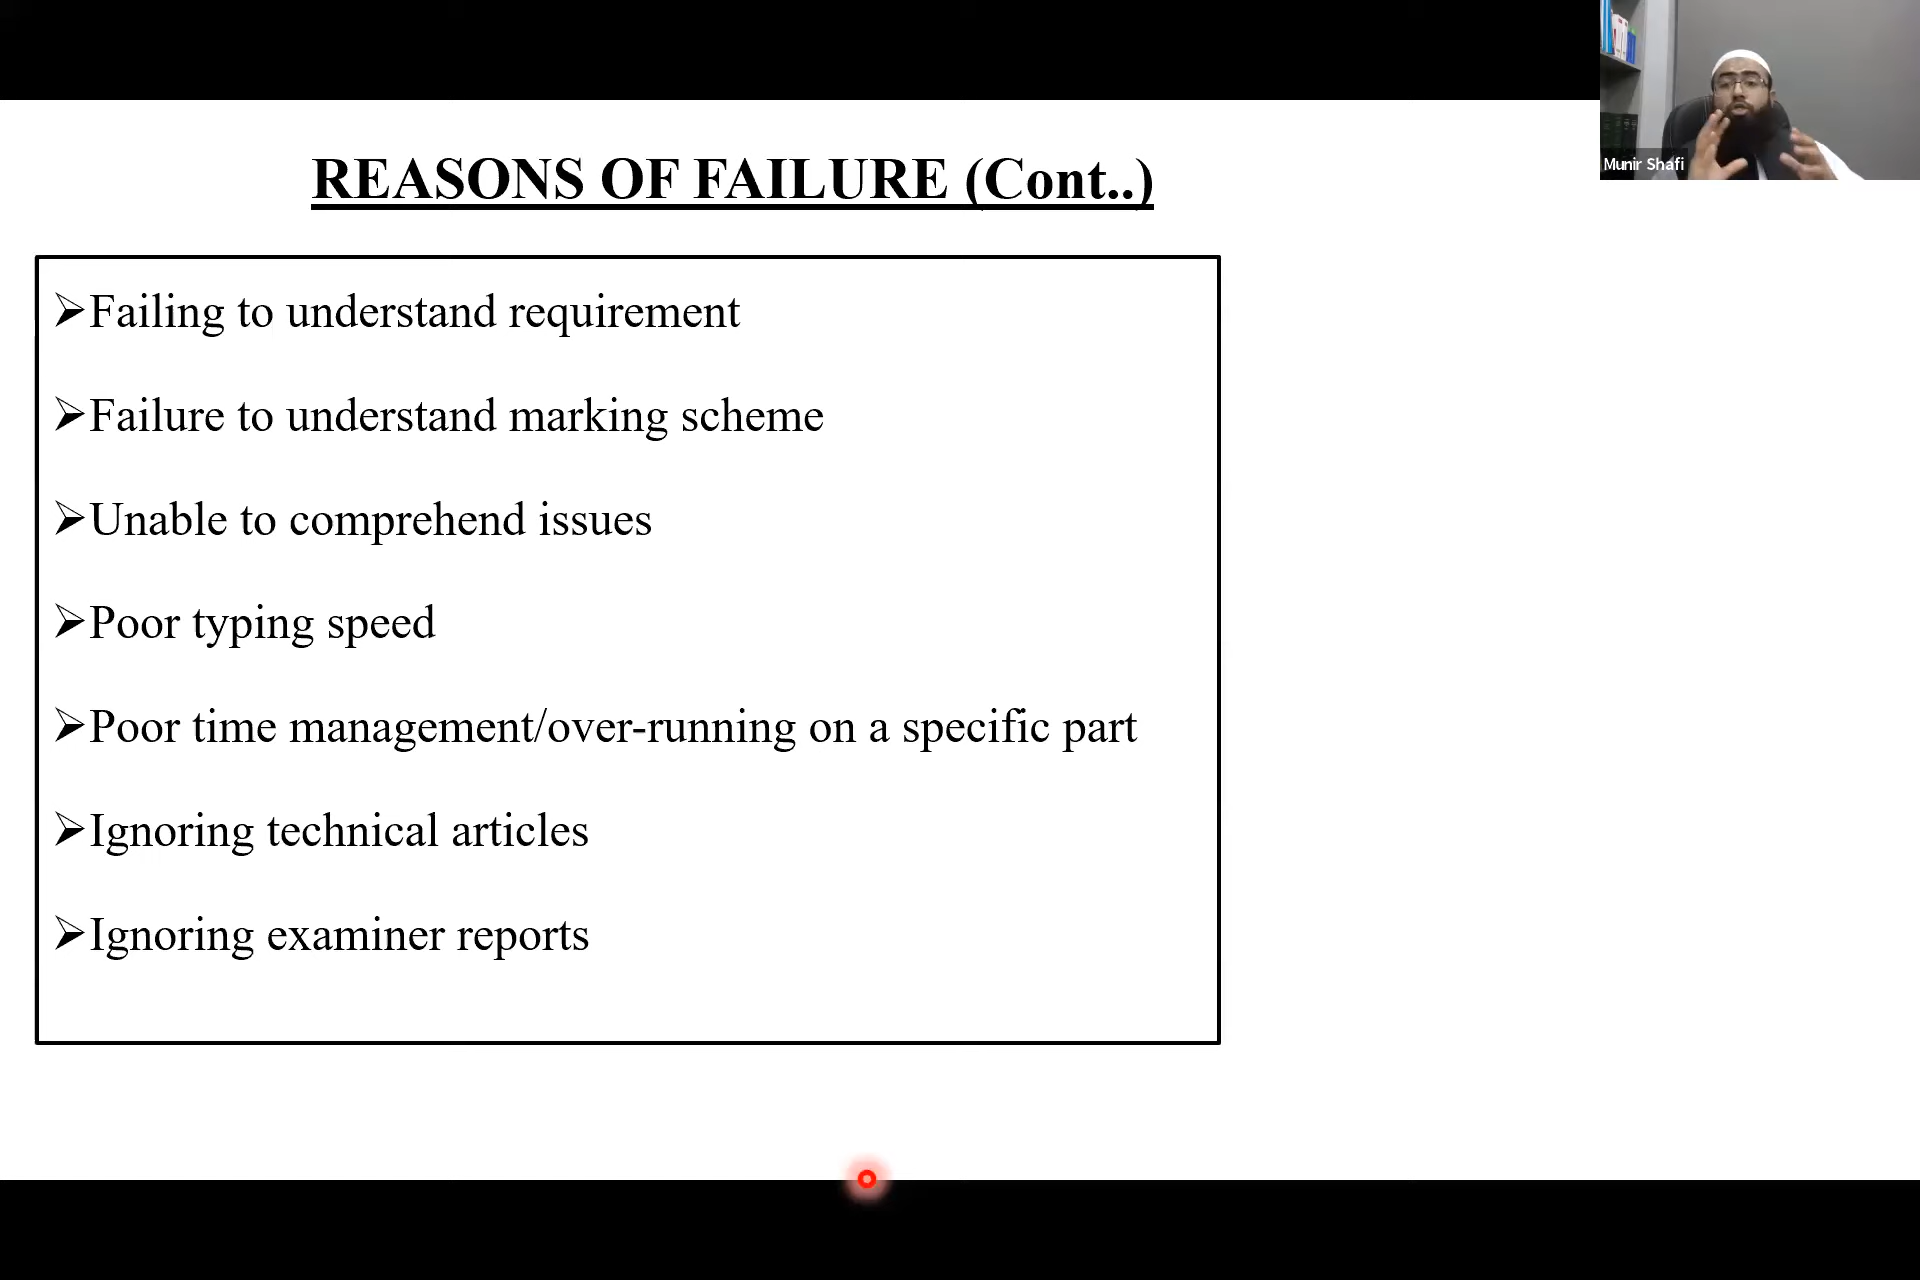 Munir Shafi
REASONS OF FAILURE (Cont..)
➢Failing to understand requirement
➢Failure to understand marking scheme
➢Unable to comprehend issues
➢Poor typing speed
➢Poor time management/over-running on a specific part
➢Ignoring technical articles
➢Ignoring examiner reports